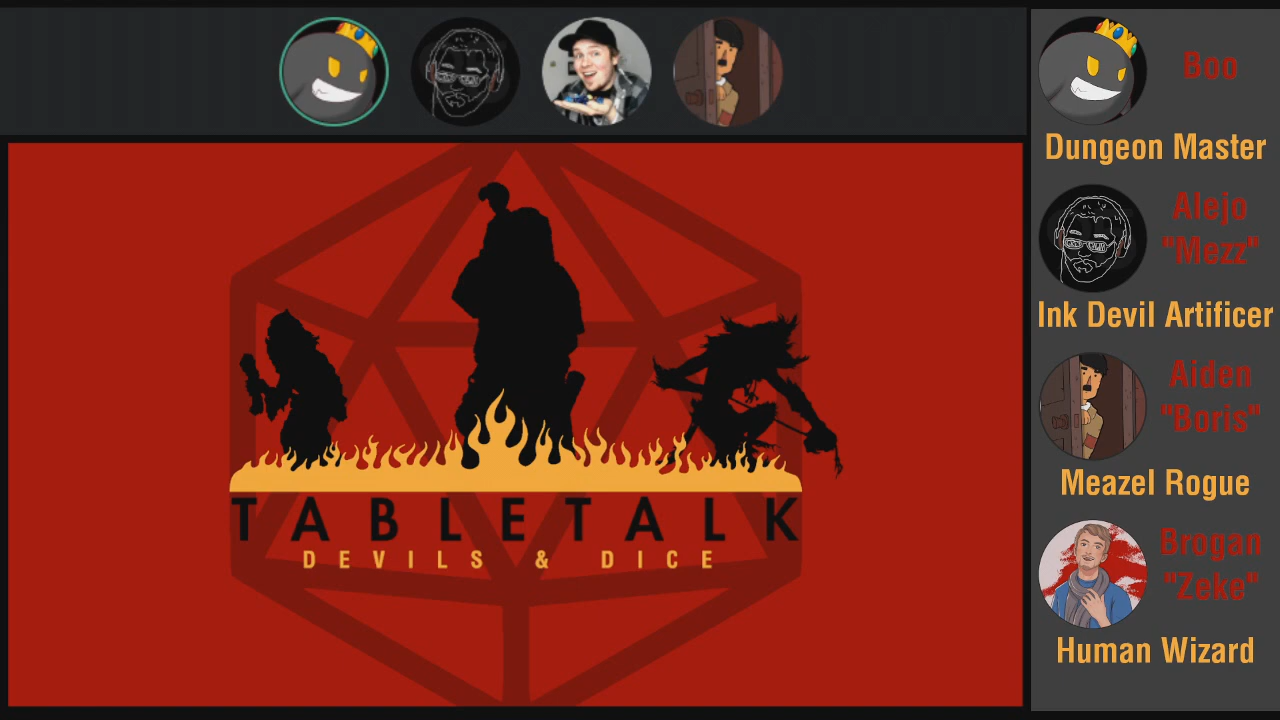 TABLETALK
DEVILS & DICE
Boo
Dungeon Master
Alejo
"Mezz"
Ink Devil Artificer
Aiden
"Boris"
Meazel Rogue
Brogan
"Zeke"
Human Wizard